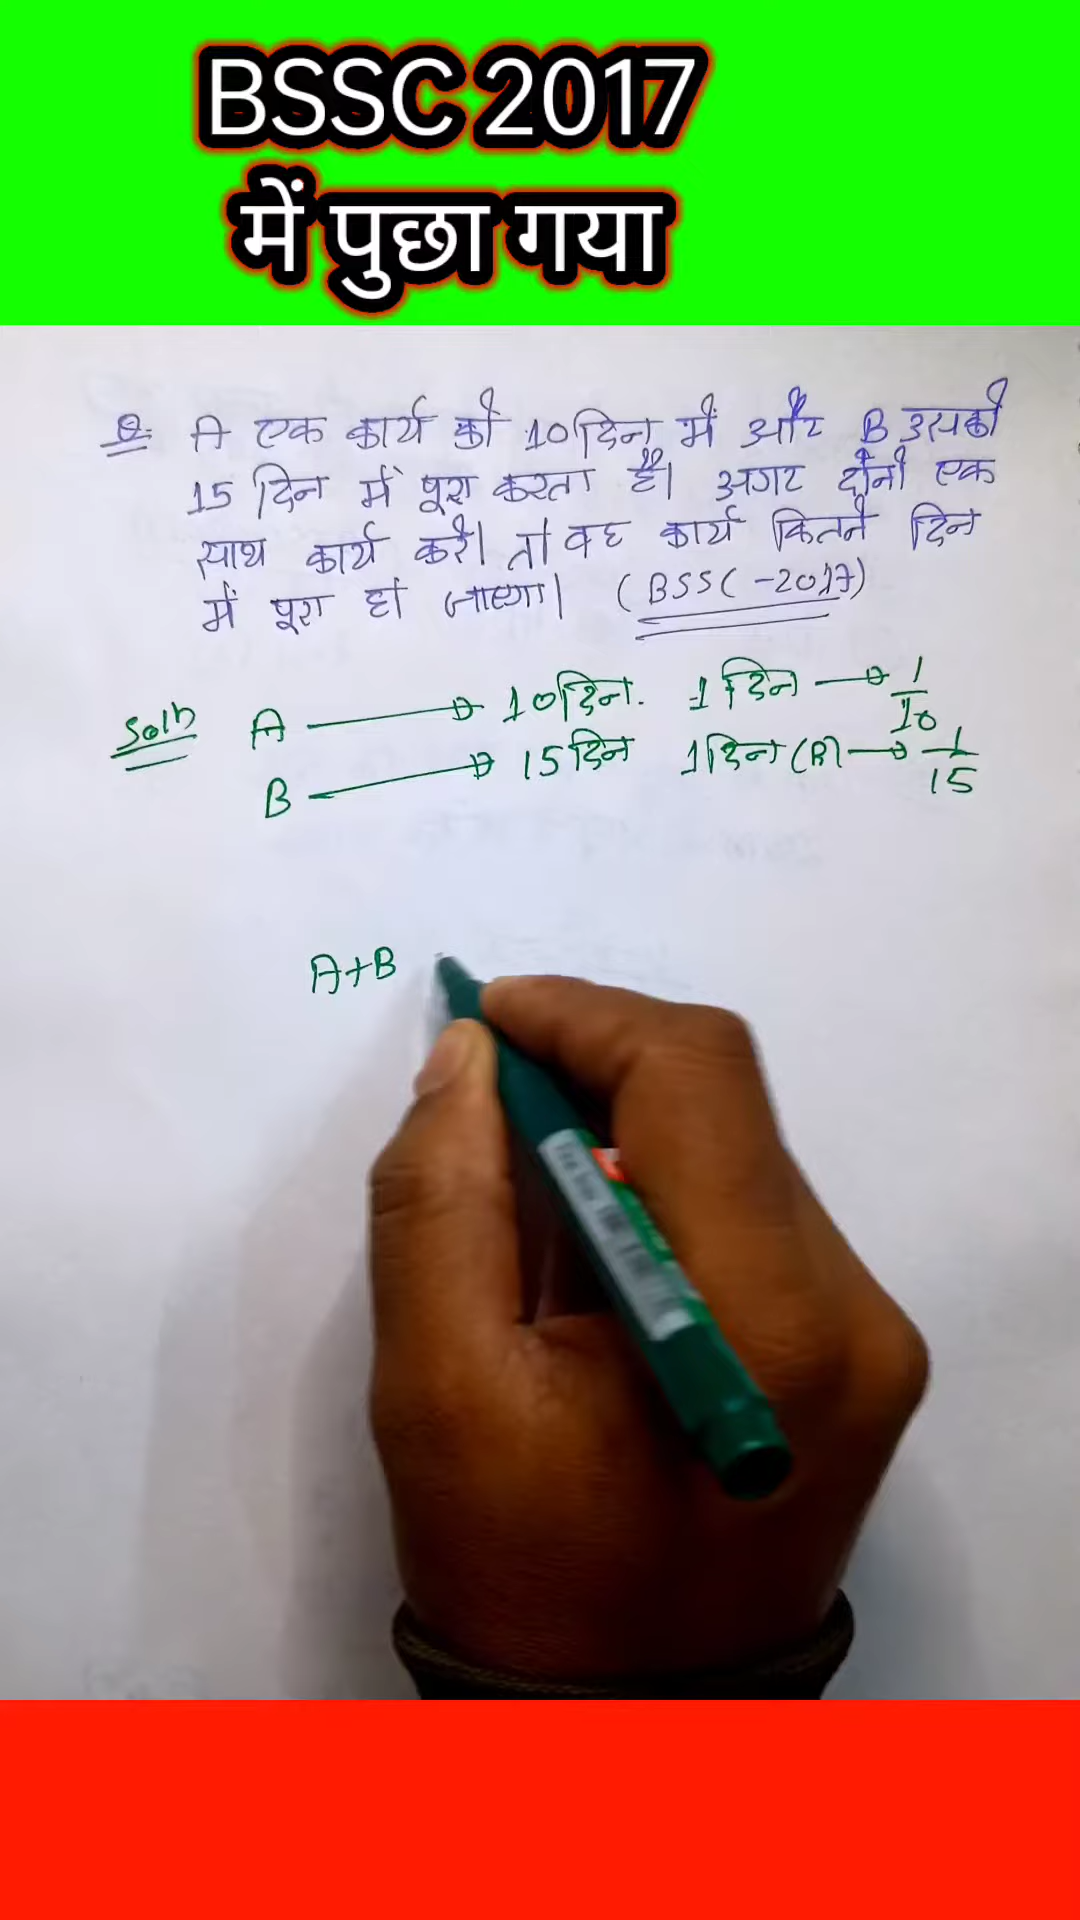 BSSC 2017
में पुछा गया
Q. A एक कार्य को 10 दिन में और B उसको
15 दिन में पूरा करता है। अगर दोनों एक
साथ कार्य करे। तो वह कार्य कितने दिन
में पूरा हो जाएगा। (BSSC-2017)
Soln A → 10 दिन. 1 दिन → 1/10
B → 15 दिन 1 दिन (B) → 1/15
A+B